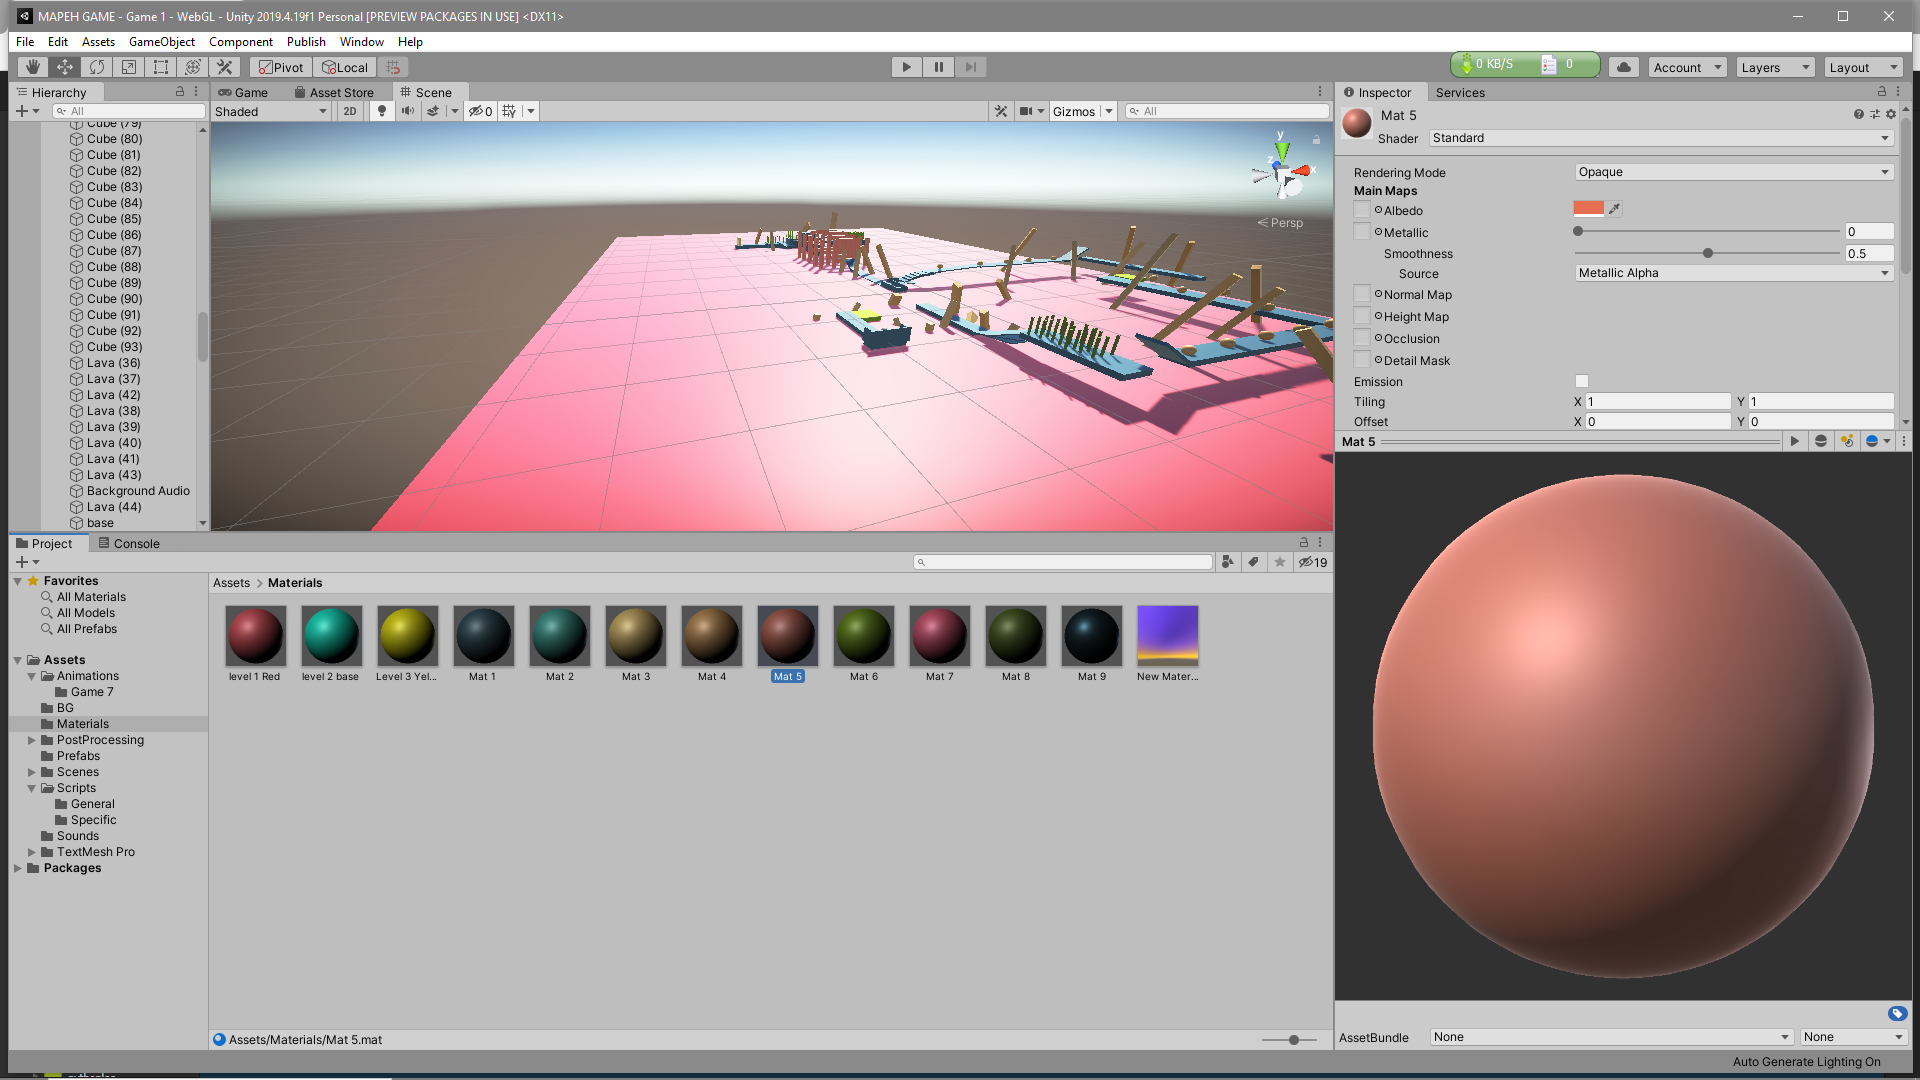 MAPEH GAME - Game 1 - WebGL - Unity 2019.4.19f1 Personal [PREVIEW PACKAGES IN USE] <DX11>
File Edit Assets GameObject Component Publish Window Help
Pivot Local 0 KB/S 0 Account Layers Layout
Hierarchy
All
Cube (79)
Cube (80)
Cube (81)
Cube (82)
Cube (83)
Cube (84)
Cube (85)
Cube (86)
Cube (87)
Cube (88)
Cube (89)
Cube (90)
Cube (91)
Cube (92)
Cube (93)
Lava (36)
Lava (37)
Lava (42)
Lava (38)
Lava (39)
Lava (40)
Lava (41)
Lava (43)
Background Audio
Lava (44)
base
Game Asset Store Scene
Shaded 2D 0 Gizmos All
y
z
x
Persp
Inspector Services
Mat 5
Shader Standard
Rendering Mode Opaque
Main Maps
Albedo
Metallic 0
Smoothness 0.5
Source Metallic Alpha
Normal Map
Height Map
Occlusion
Detail Mask
Emission
Tiling X 1 Y 1
Offset X 0 Y 0
Mat 5
Project Console
19
Favorites
All Materials
All Models
All Prefabs
Assets
Animations
Game 7
BG
Materials
PostProcessing
Prefabs
Scenes
Scripts
General
Specific
Sounds
TextMesh Pro
Packages
Assets > Materials
level 1 Red level 2 base Level 3 Yel... Mat 1 Mat 2 Mat 3 Mat 4 Mat 5 Mat 6 Mat 7 Mat 8 Mat 9 New Mater...
Assets/Materials/Mat 5.mat
AssetBundle None None
Auto Generate Lighting On